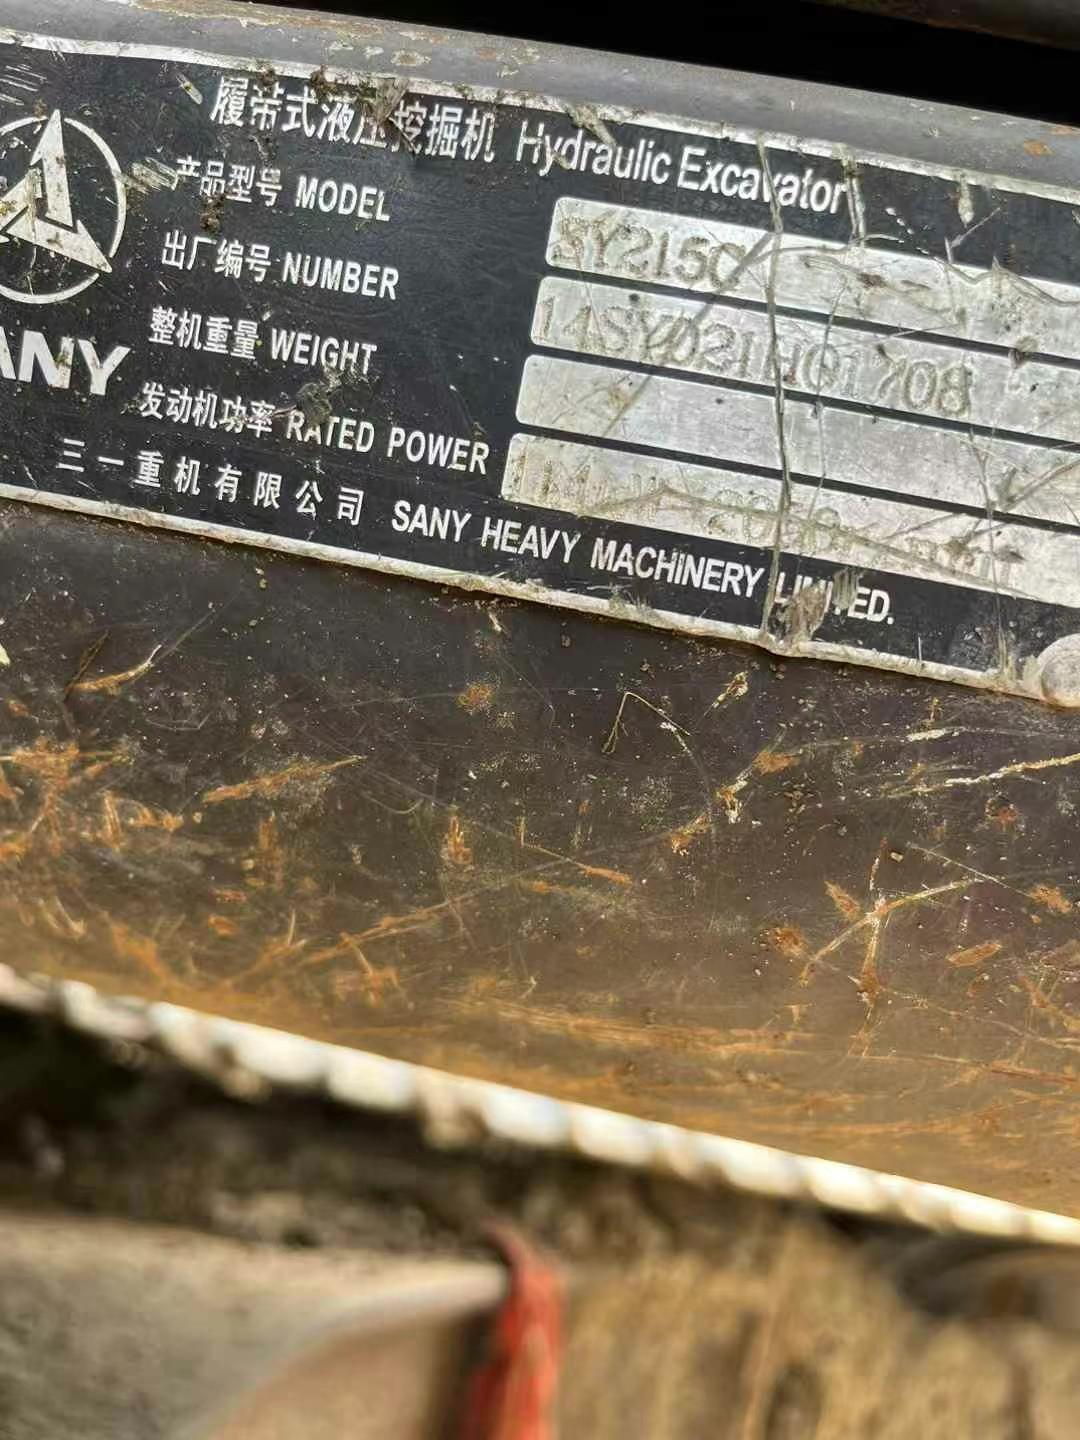 履带式液压挖掘机 Hydraulic Excavator
产品型号 MODEL SY215C
出厂编号 NUMBER
整机重量 WEIGHT
ANY
发动机功率 RATED POWER
三一重机有限公司 SANY HEAVY MACHINERY LIMITED.